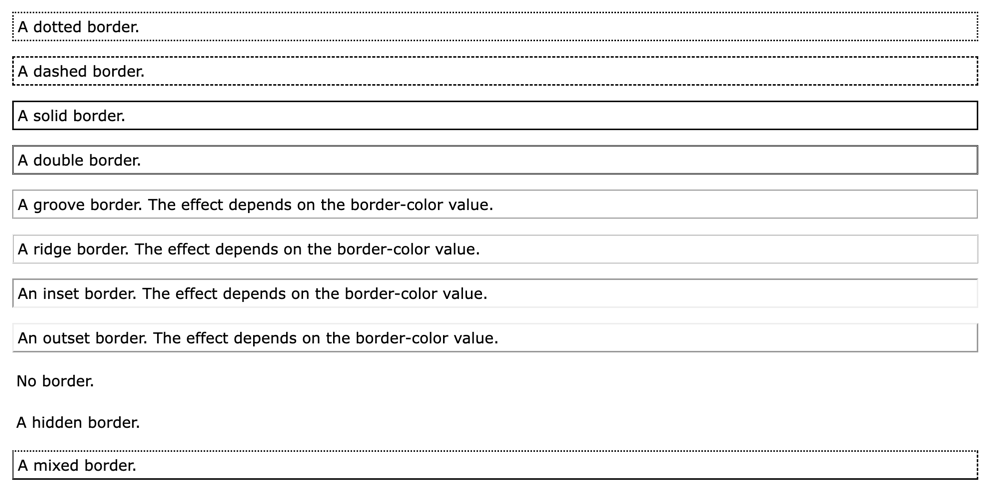 A dotted border.
A dashed border.
A solid border.
A double border.
A groove border. The effect depends on the border-color value.
A ridge border. The effect depends on the border-color value.
An inset border. The effect depends on the border-color value.
An outset border. The effect depends on the border-color value.
No border.
A hidden border.
A mixed border.